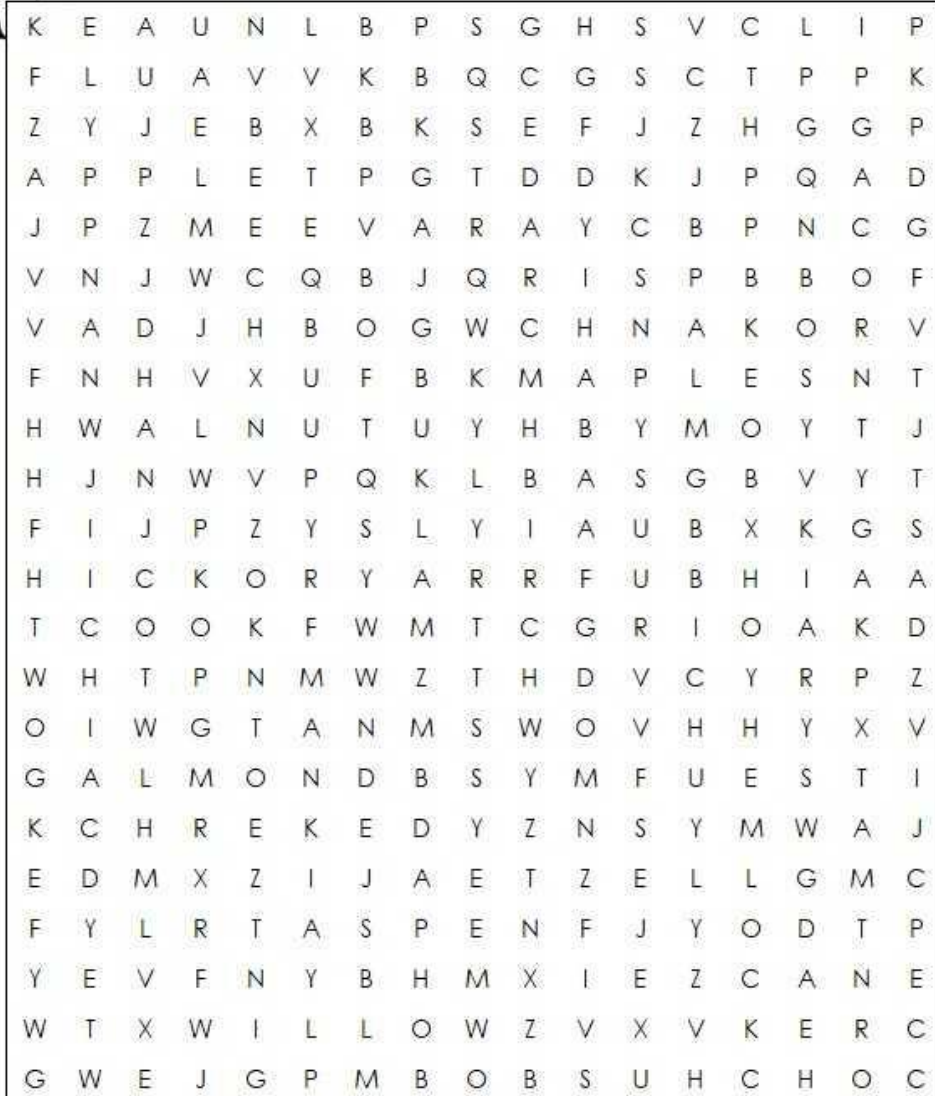 K E A U N L B P S G H S V C L I P
F L U A V V K B Q C G S C T P P K
Z Y J E B X B K S E F J Z H G G P
A P P L E T P G T D D K J P Q A D
J P Z M E E V A R A Y C B P N C G
V N J W C Q B J Q R I S P B B O F
V A D J H B O G W C H N A K O R V
F N H V X U F B K M A P L E S N T
H W A L N U T U Y H B Y M O Y T J
H J N W V P Q K L B A S G B V Y T
F I J P Z Y S L Y I A U B X K G S
H I C K O R Y A R R F U B H I A A
T C O O K F W M T C G R I O A K D
W H T P N M W Z T H D V C Y R P Z
O I W G T A N M S W O V H H Y X V
G A L M O N D B S Y M F U E S T I
K C H R E K E D Y Z N S Y M W A J
E D M X Z I J A E T Z E L L G M C
F Y L R T A S P E N F J Y O D T P
Y E V F N Y B H M X I E Z C A N E
W T X W I L L O W Z V X V K E R C
G W E J G P M B O B S U H C H O C